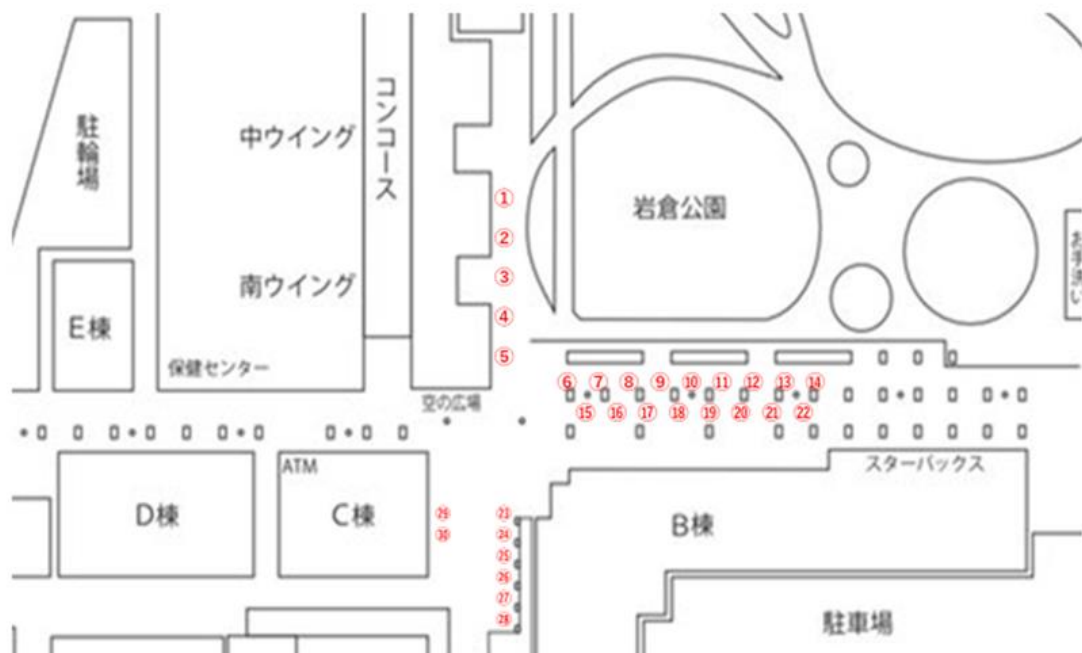 駐輪場
中ウイング
コンコース
①
岩倉公園
②
南ウイング
③
④
E棟
⑤
保健センター
空の広場
⑥ ⑦ ⑧ ⑨ ⑩ ⑪ ⑫ ⑬ ⑭
⑮ ⑯ ⑰ ⑱ ⑲ ⑳ ㉑ ㉒
ATM
スターバックス
D棟
C棟
B棟
㉙
㉚
㉓
㉔
㉕
㉖
㉗
㉘
駐車場